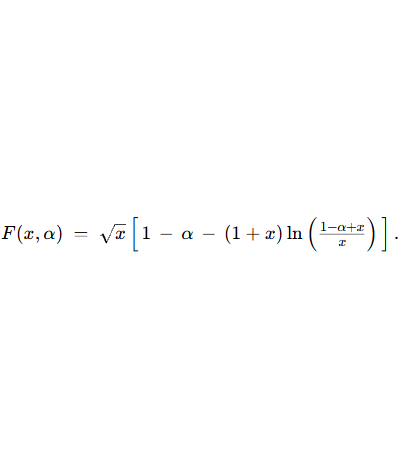 F(x, α) = √x [ 1 − α − (1 + x) ln ( (1−α+x)/x ) ] .